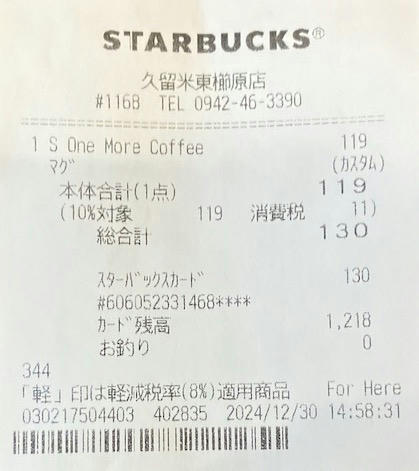 STARBUCKS®
久留米東櫛原店
#1168 TEL 0942-46-3390
1 S One More Coffee 119
マグ (カスタム)
本体合計(1点) 119
(10%対象 119 消費税 11)
総合計 130
スターバックスカード 130
#606052331468****
カード残高 1,218
お釣り 0
344
「軽」印は軽減税率(8%)適用商品 For Here
030217504403 402835 2024/12/30 14:58:31